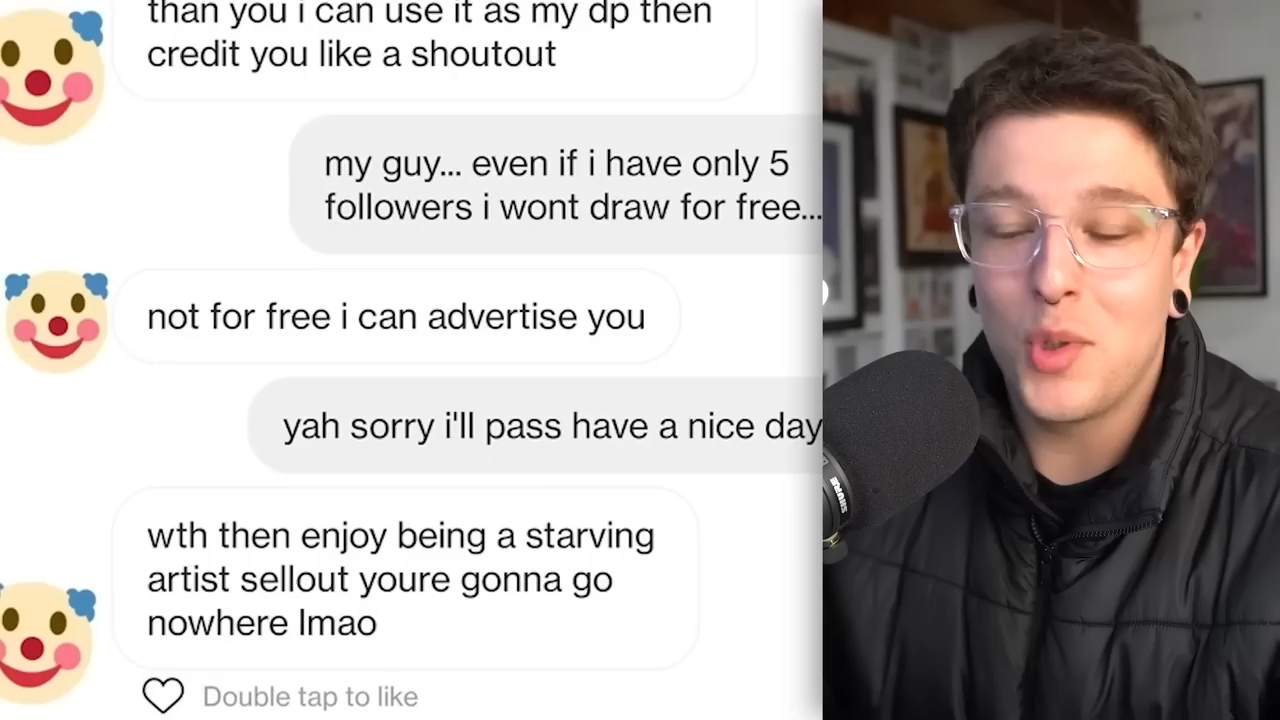 than you i can use it as my dp then
credit you like a shoutout
my guy... even if i have only 5
followers i wont draw for free...
not for free i can advertise you
yah sorry i'll pass have a nice day
wth then enjoy being a starving
artist sellout youre gonna go
nowhere lmao
Double tap to like
SHURE